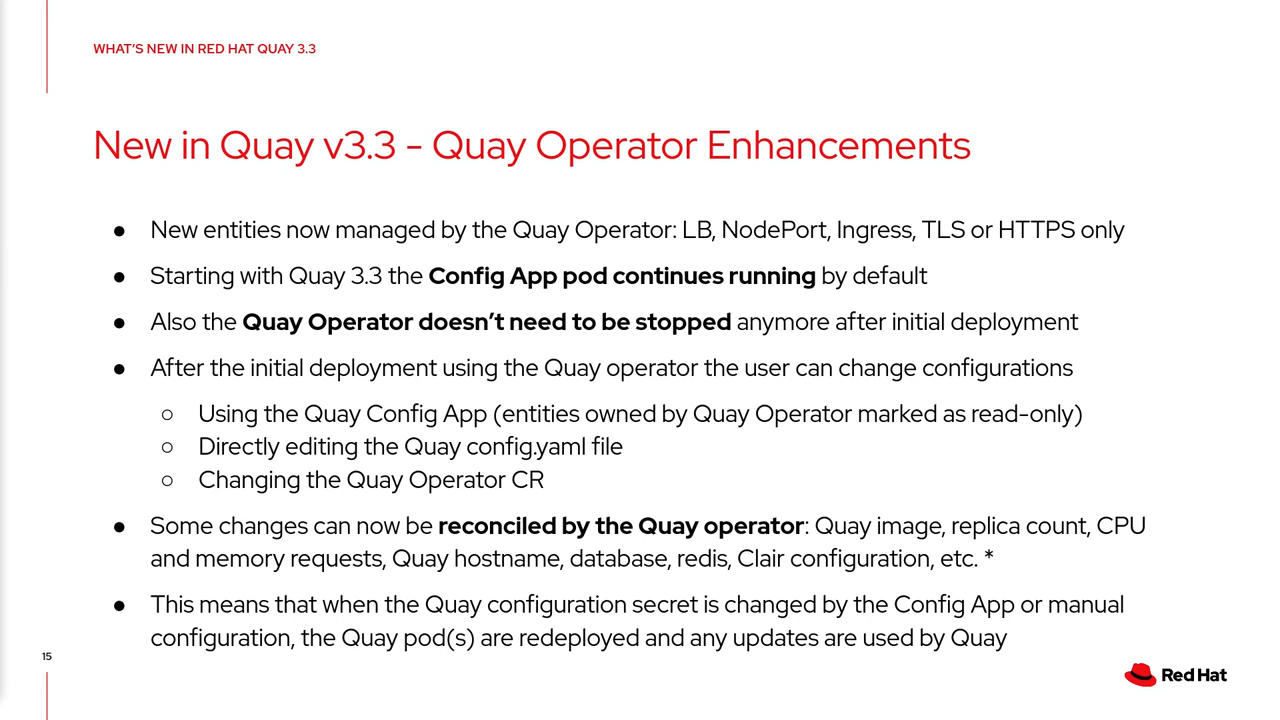 WHAT'S NEW IN RED HAT QUAY 3.3
New in Quay v3.3 - Quay Operator Enhancements
● New entities now managed by the Quay Operator: LB, NodePort, Ingress, TLS or HTTPS only
● Starting with Quay 3.3 the Config App pod continues running by default
● Also the Quay Operator doesn't need to be stopped anymore after initial deployment
● After the initial deployment using the Quay operator the user can change configurations
○ Using the Quay Config App (entities owned by Quay Operator marked as read-only)
○ Directly editing the Quay config.yaml file
○ Changing the Quay Operator CR
● Some changes can now be reconciled by the Quay operator: Quay image, replica count, CPU
and memory requests, Quay hostname, database, redis, Clair configuration, etc. *
● This means that when the Quay configuration secret is changed by the Config App or manual
configuration, the Quay pod(s) are redeployed and any updates are used by Quay
15
Red Hat